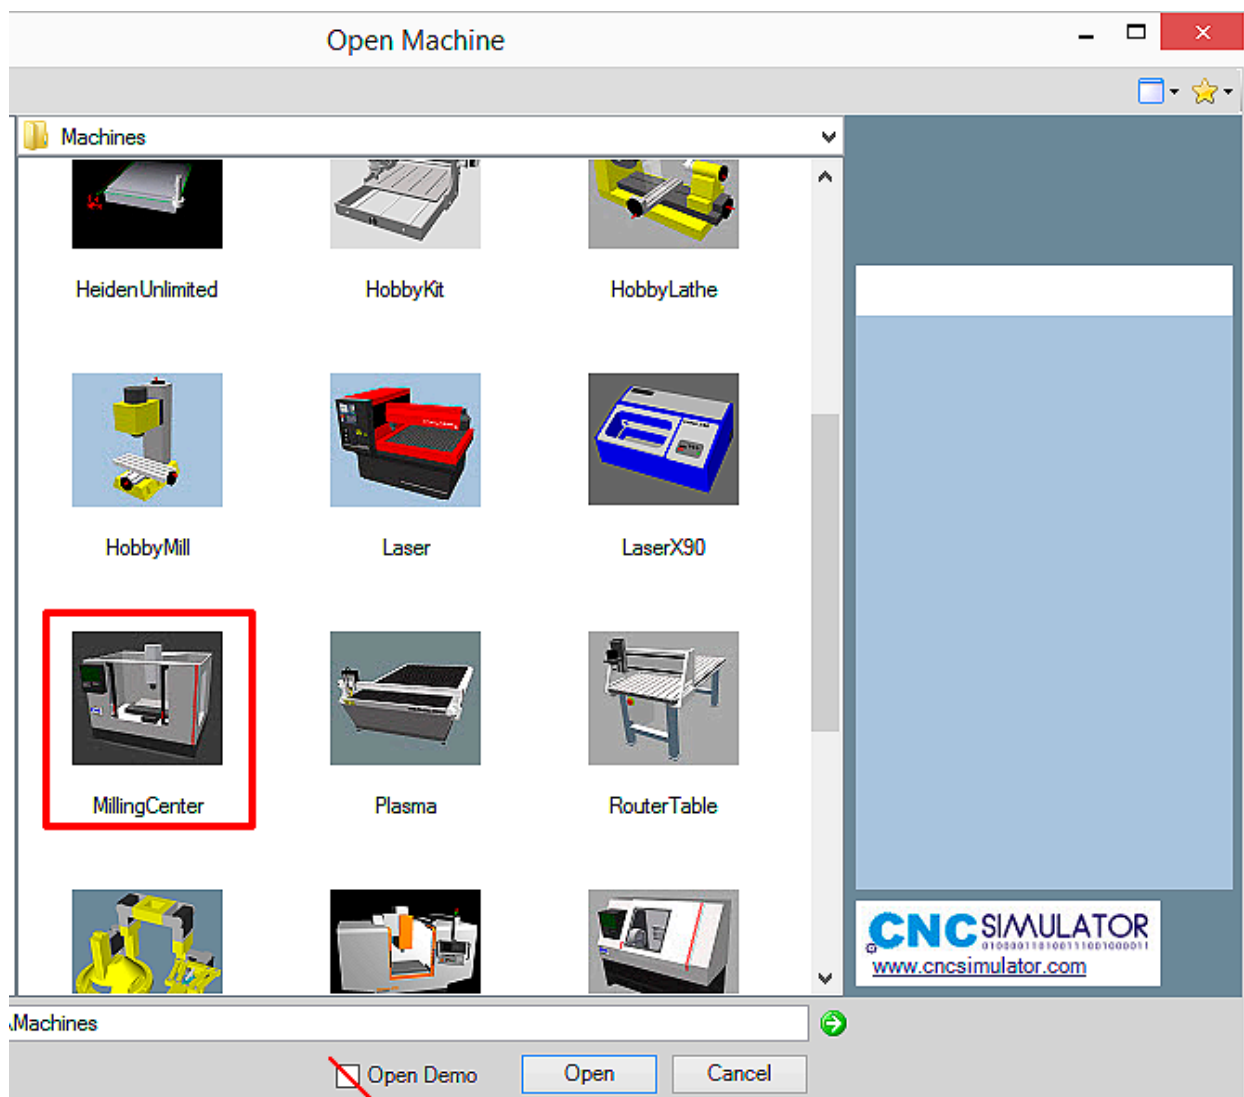 Open Machine
Machines
HeidenUnlimited
HobbyKit
HobbyLathe
HobbyMill
Laser
LaserX90
MillingCenter
Plasma
RouterTable
CNC SIMULATOR
www.cncsimulator.com
\Machines
Open Demo
Open
Cancel